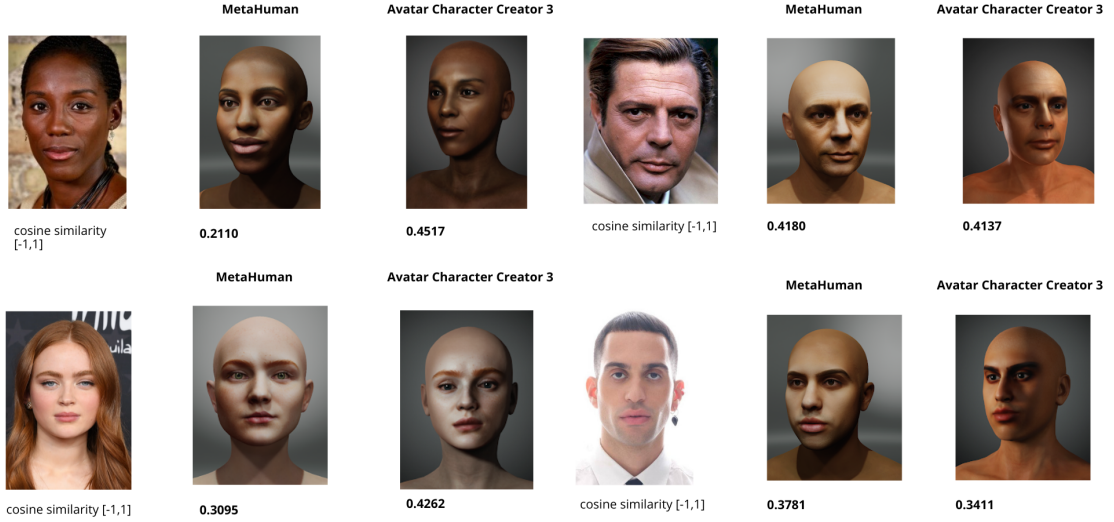 MetaHuman
Avatar Character Creator 3
MetaHuman
Avatar Character Creator 3
cosine similarity
[-1,1]
0.2110
0.4517
cosine similarity [-1,1]
0.4180
0.4137
MetaHuman
Avatar Character Creator 3
MetaHuman
Avatar Character Creator 3
cosine similarity [-1,1]
0.3095
0.4262
cosine similarity [-1,1]
0.3781
0.3411